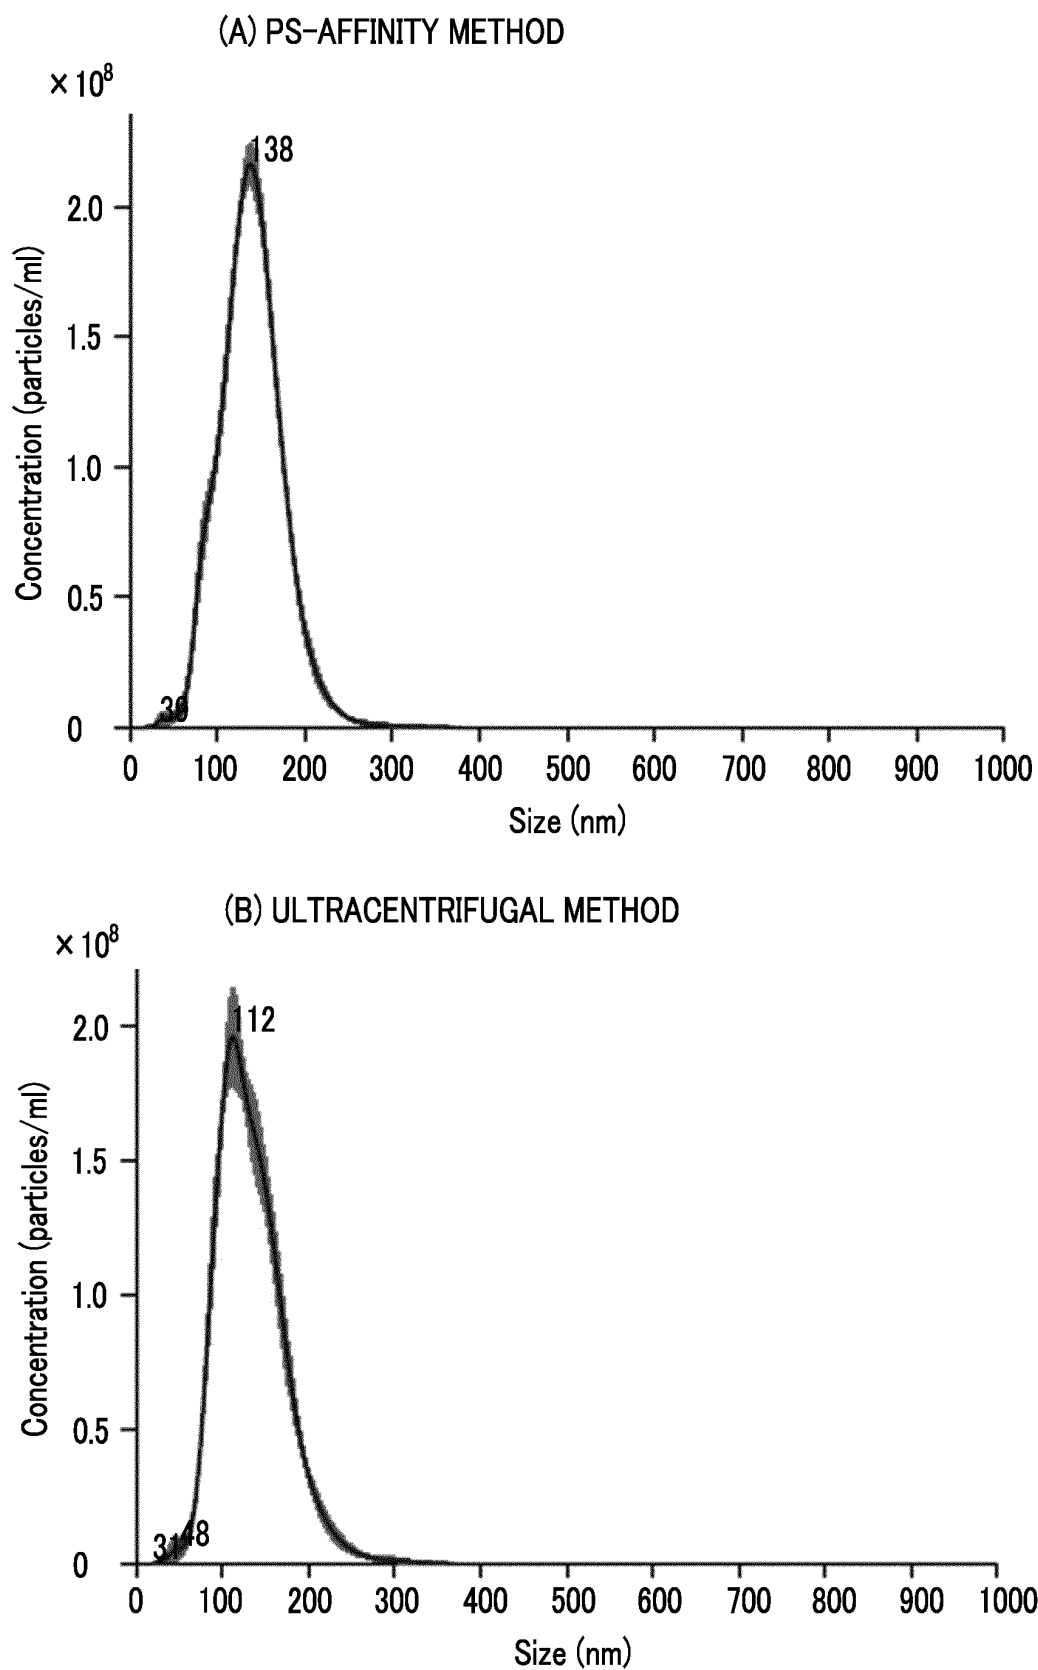 (A) PS-AFFINITY METHOD
×10⁸
138
2.0
1.5
1.0
0.5
0
Concentration (particles/ml)
0 100 200 300 400 500 600 700 800 900 1000
Size (nm)
(B) ULTRACENTRIFUGAL METHOD
×10⁸
112
2.0
1.5
1.0
0.5
48
0
Concentration (particles/ml)
0 100 200 300 400 500 600 700 800 900 1000
Size (nm)